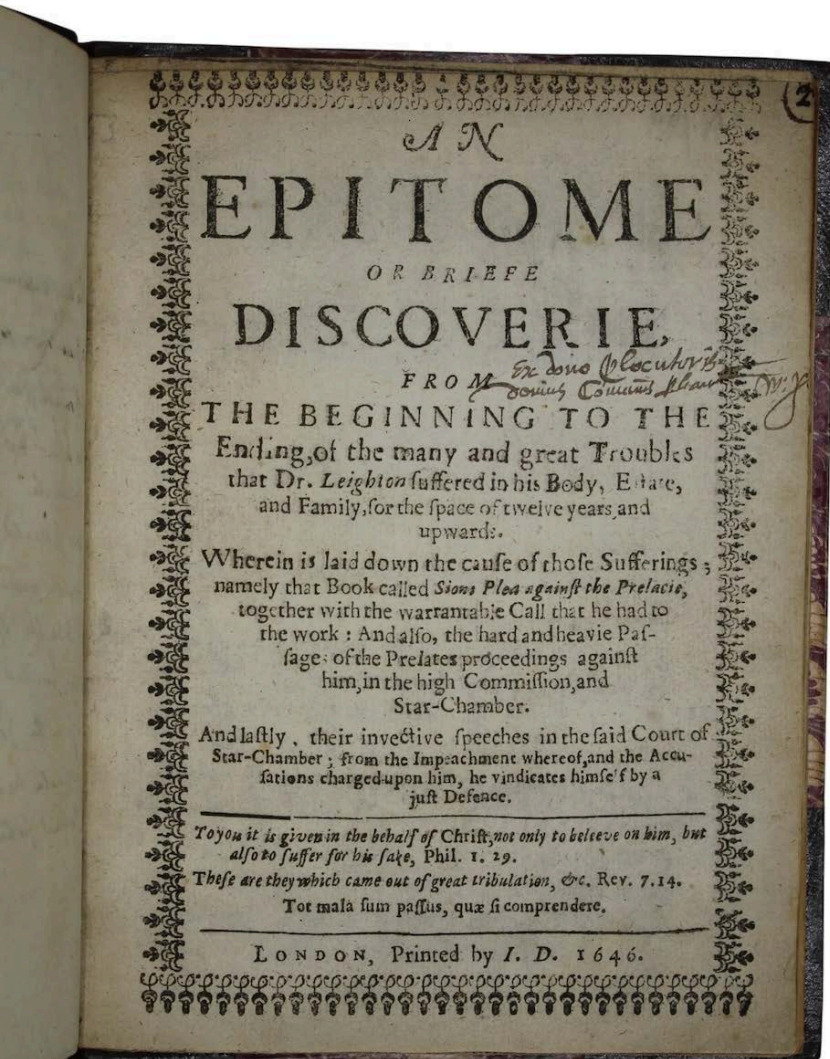 2
AN
EPITOME
OR BRIEFE
DISCOVERIE,
Ex dono
FROM
THE BEGINNING TO THE
Ending, of the many and great Troubles
that Dr. Leighton ſuffered in his Body, Eſtate,
and Family, for the ſpace of twelve years, and
upwards.
Wherein is laid down the cauſe of thoſe Sufferings;
namely that Book called Sions Plea againſt the Prelacie,
together with the warrantable Call that he had to
the work : And alſo, the hard and heavie Paſ-
ſages of the Prelates proceedings againſt
him, in the high Commiſſion, and
Star-Chamber.
And laſtly, their invective ſpeeches in the ſaid Court of
Star-Chamber; from the Impeachment whereof, and the Accu-
ſations charged upon him, he vindicates himſelf by a
juſt Defence.
To you it is given in the behalf of Chriſt, not only to beleeve on him, but
alſo to ſuffer for his ſake, Phil. 1. 29.
Theſe are they which came out of great tribulation, &c. Rev. 7.14.
Tot mala ſum paſſus, quæ ſi comprendere.
LONDON, Printed by I. D. 1646.